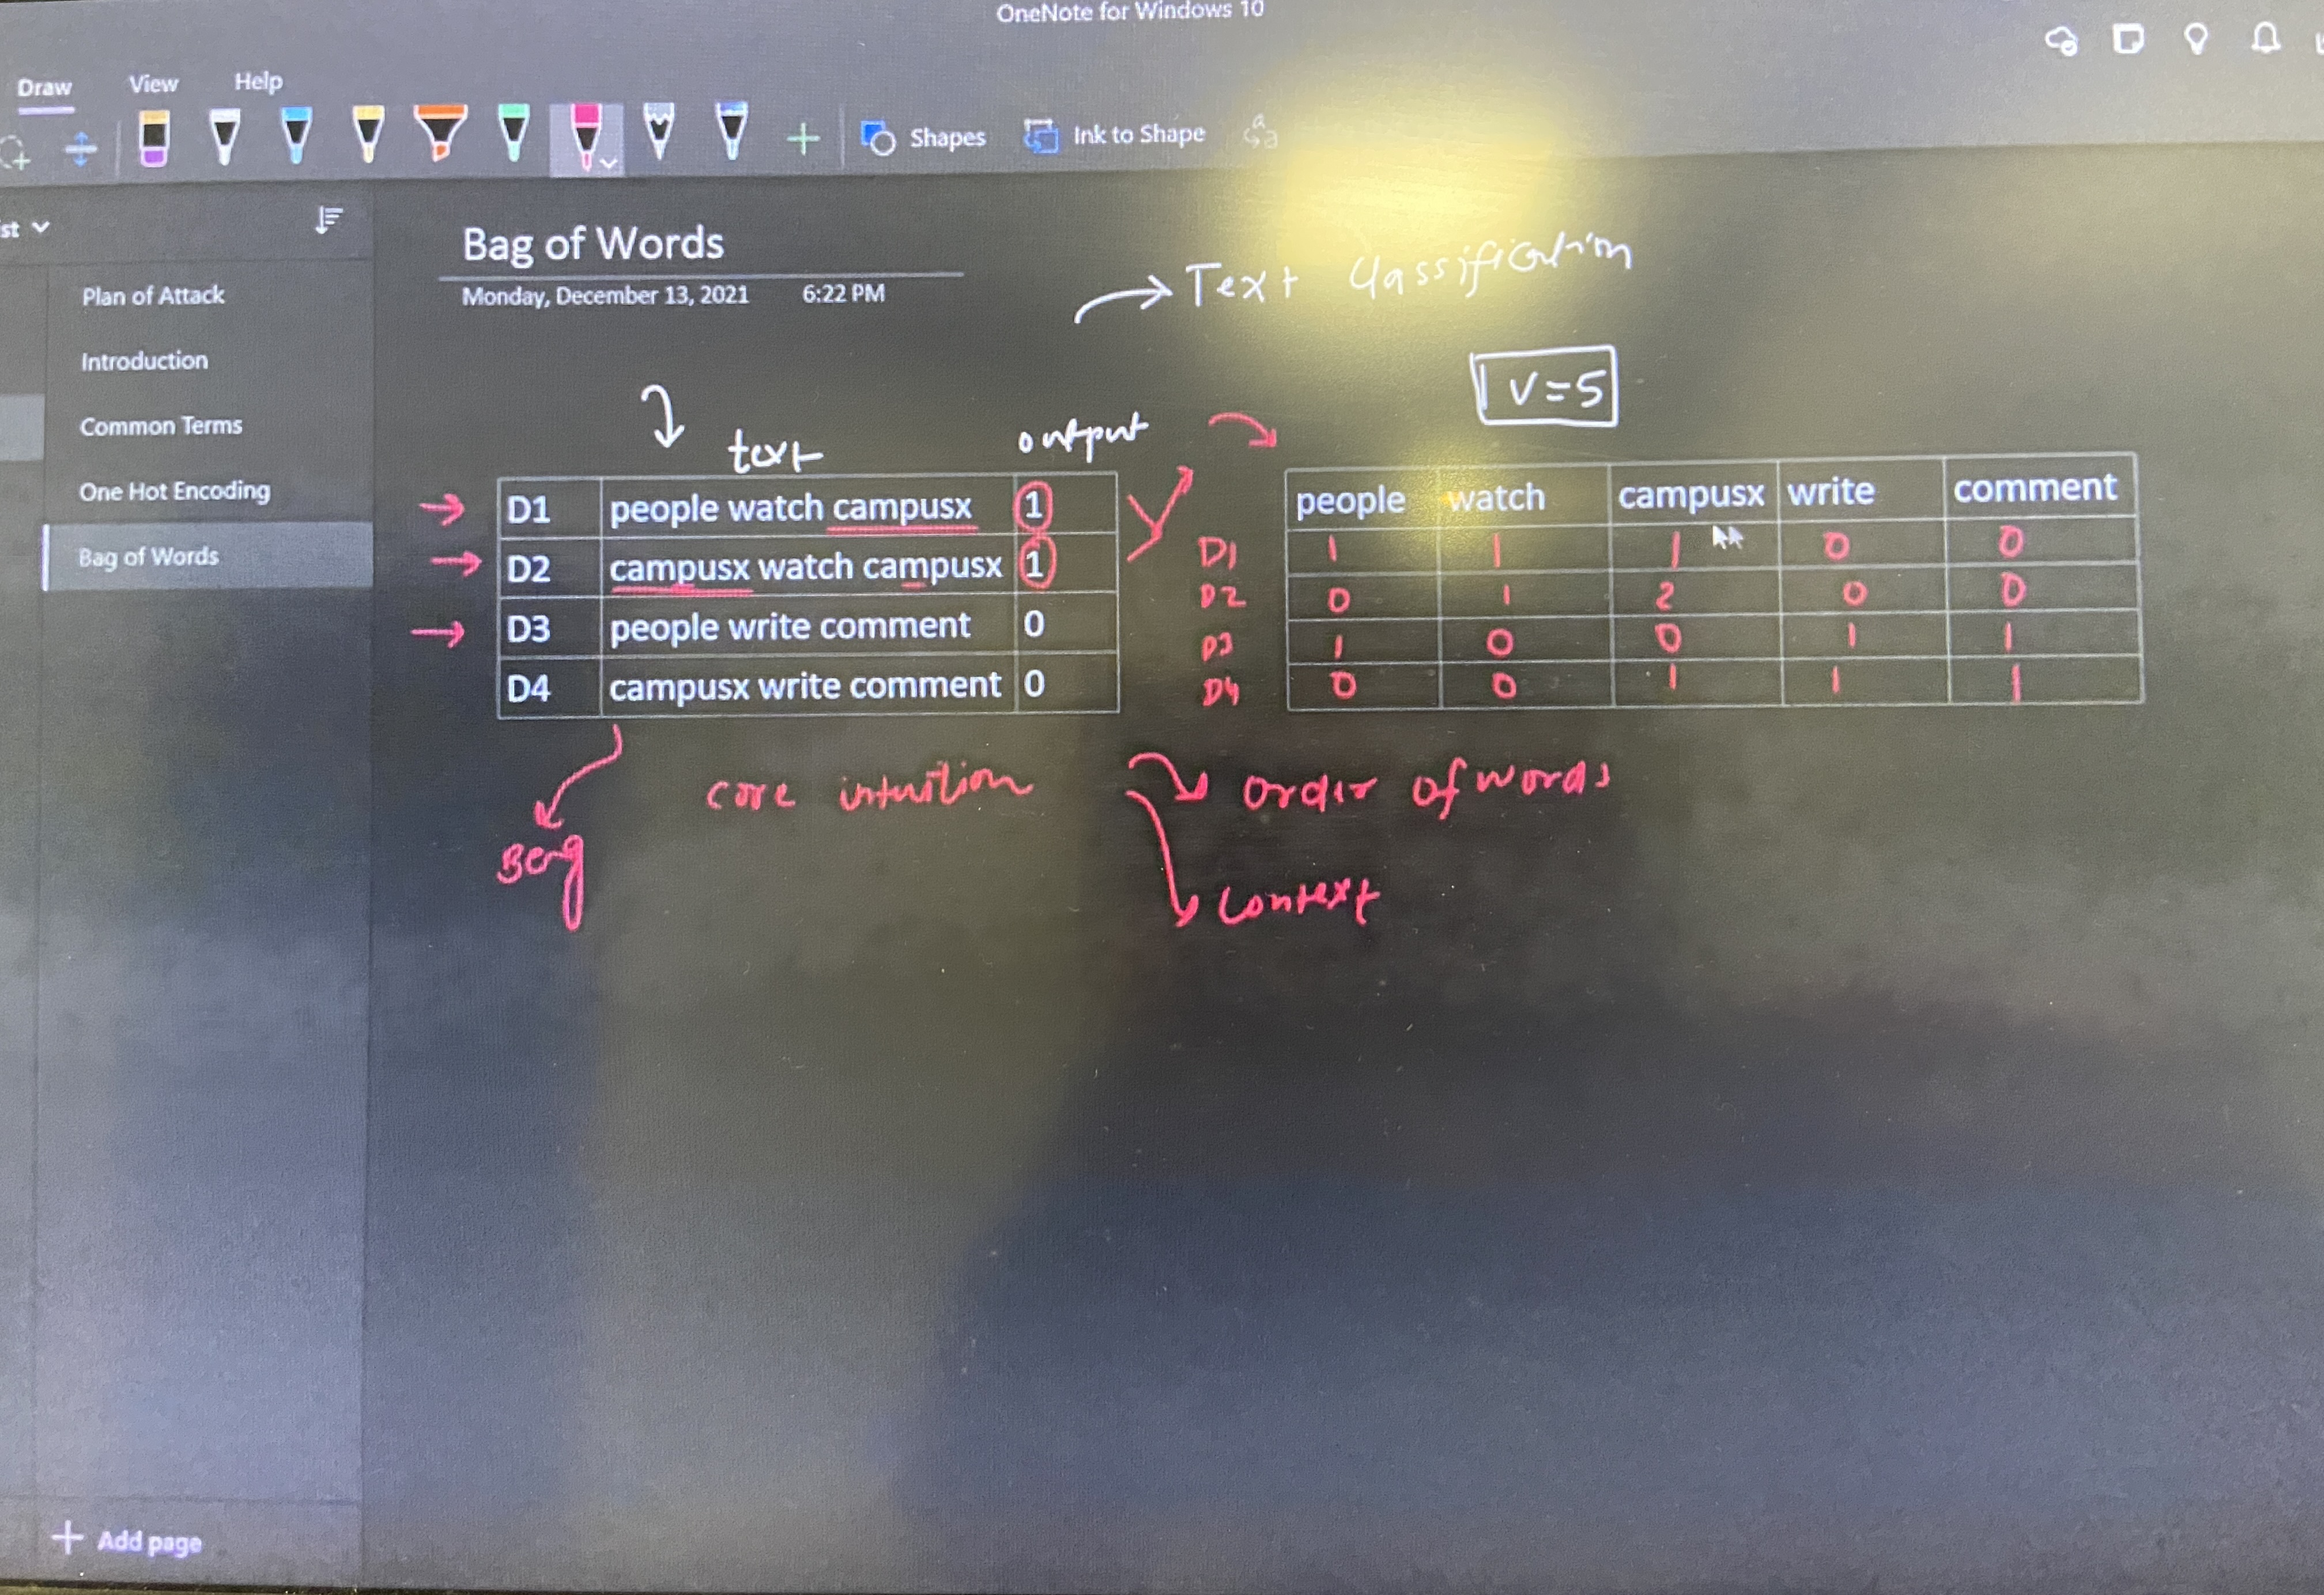 OneNote for Windows 10
Draw View Help
Shapes Ink to Shape
st
Plan of Attack
Introduction
Common Terms
One Hot Encoding
Bag of Words
Add page
Bag of Words
Monday, December 13, 2021 6:22 PM
Text Classification
V=5
text output
D1 people watch campusx 1
D2 campusx watch campusx 1
D3 people write comment 0
D4 campusx write comment 0
people watch campusx write comment
D1 1 1 1 0 0
D2 0 1 2 0 0
D3 1 0 0 1 1
D4 0 0 1 1 1
Bag
core intuition
order of words
Context